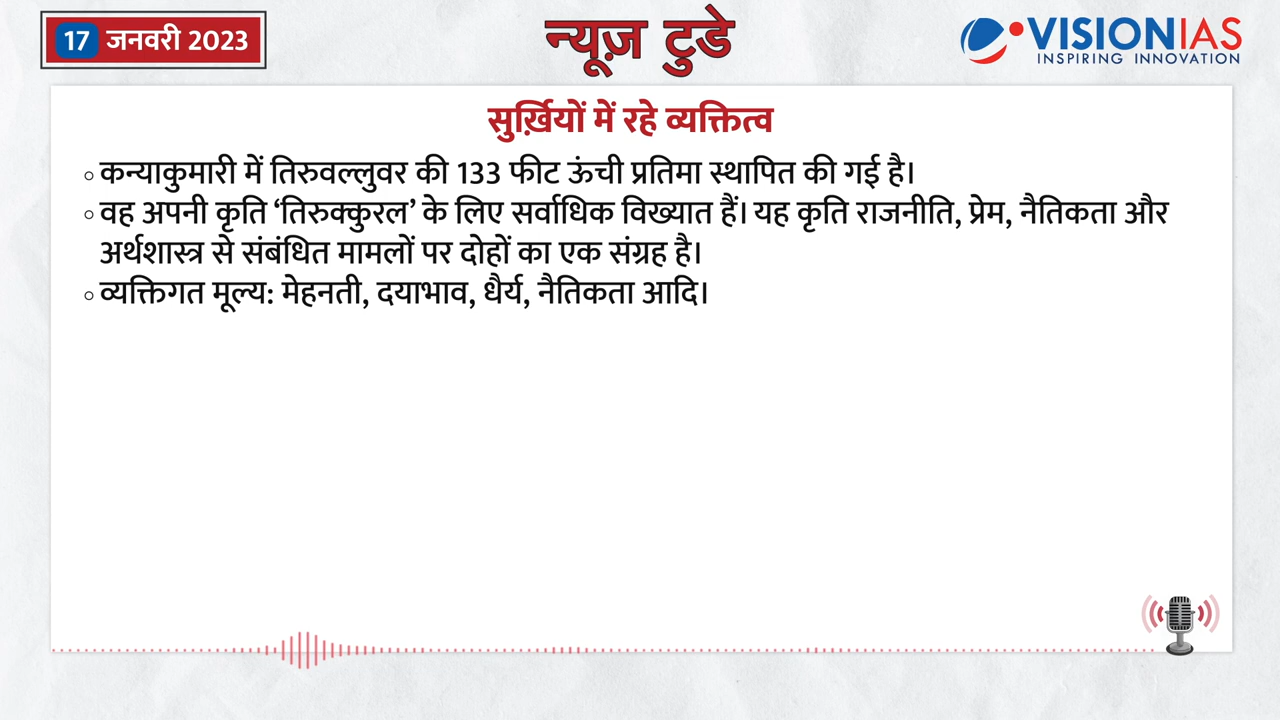 17 जनवरी 2023
न्यूज़ टुडे
VISIONIAS
INSPIRING INNOVATION
सुर्ख़ियों में रहे व्यक्तित्व
◦ कन्याकुमारी में तिरुवल्लुवर की 133 फीट ऊंची प्रतिमा स्थापित की गई है।
◦ वह अपनी कृति ‘तिरुक्कुरल’ के लिए सर्वाधिक विख्यात हैं। यह कृति राजनीति, प्रेम, नैतिकता और
अर्थशास्त्र से संबंधित मामलों पर दोहों का एक संग्रह है।
◦ व्यक्तिगत मूल्य: मेहनती, दयाभाव, धैर्य, नैतिकता आदि।